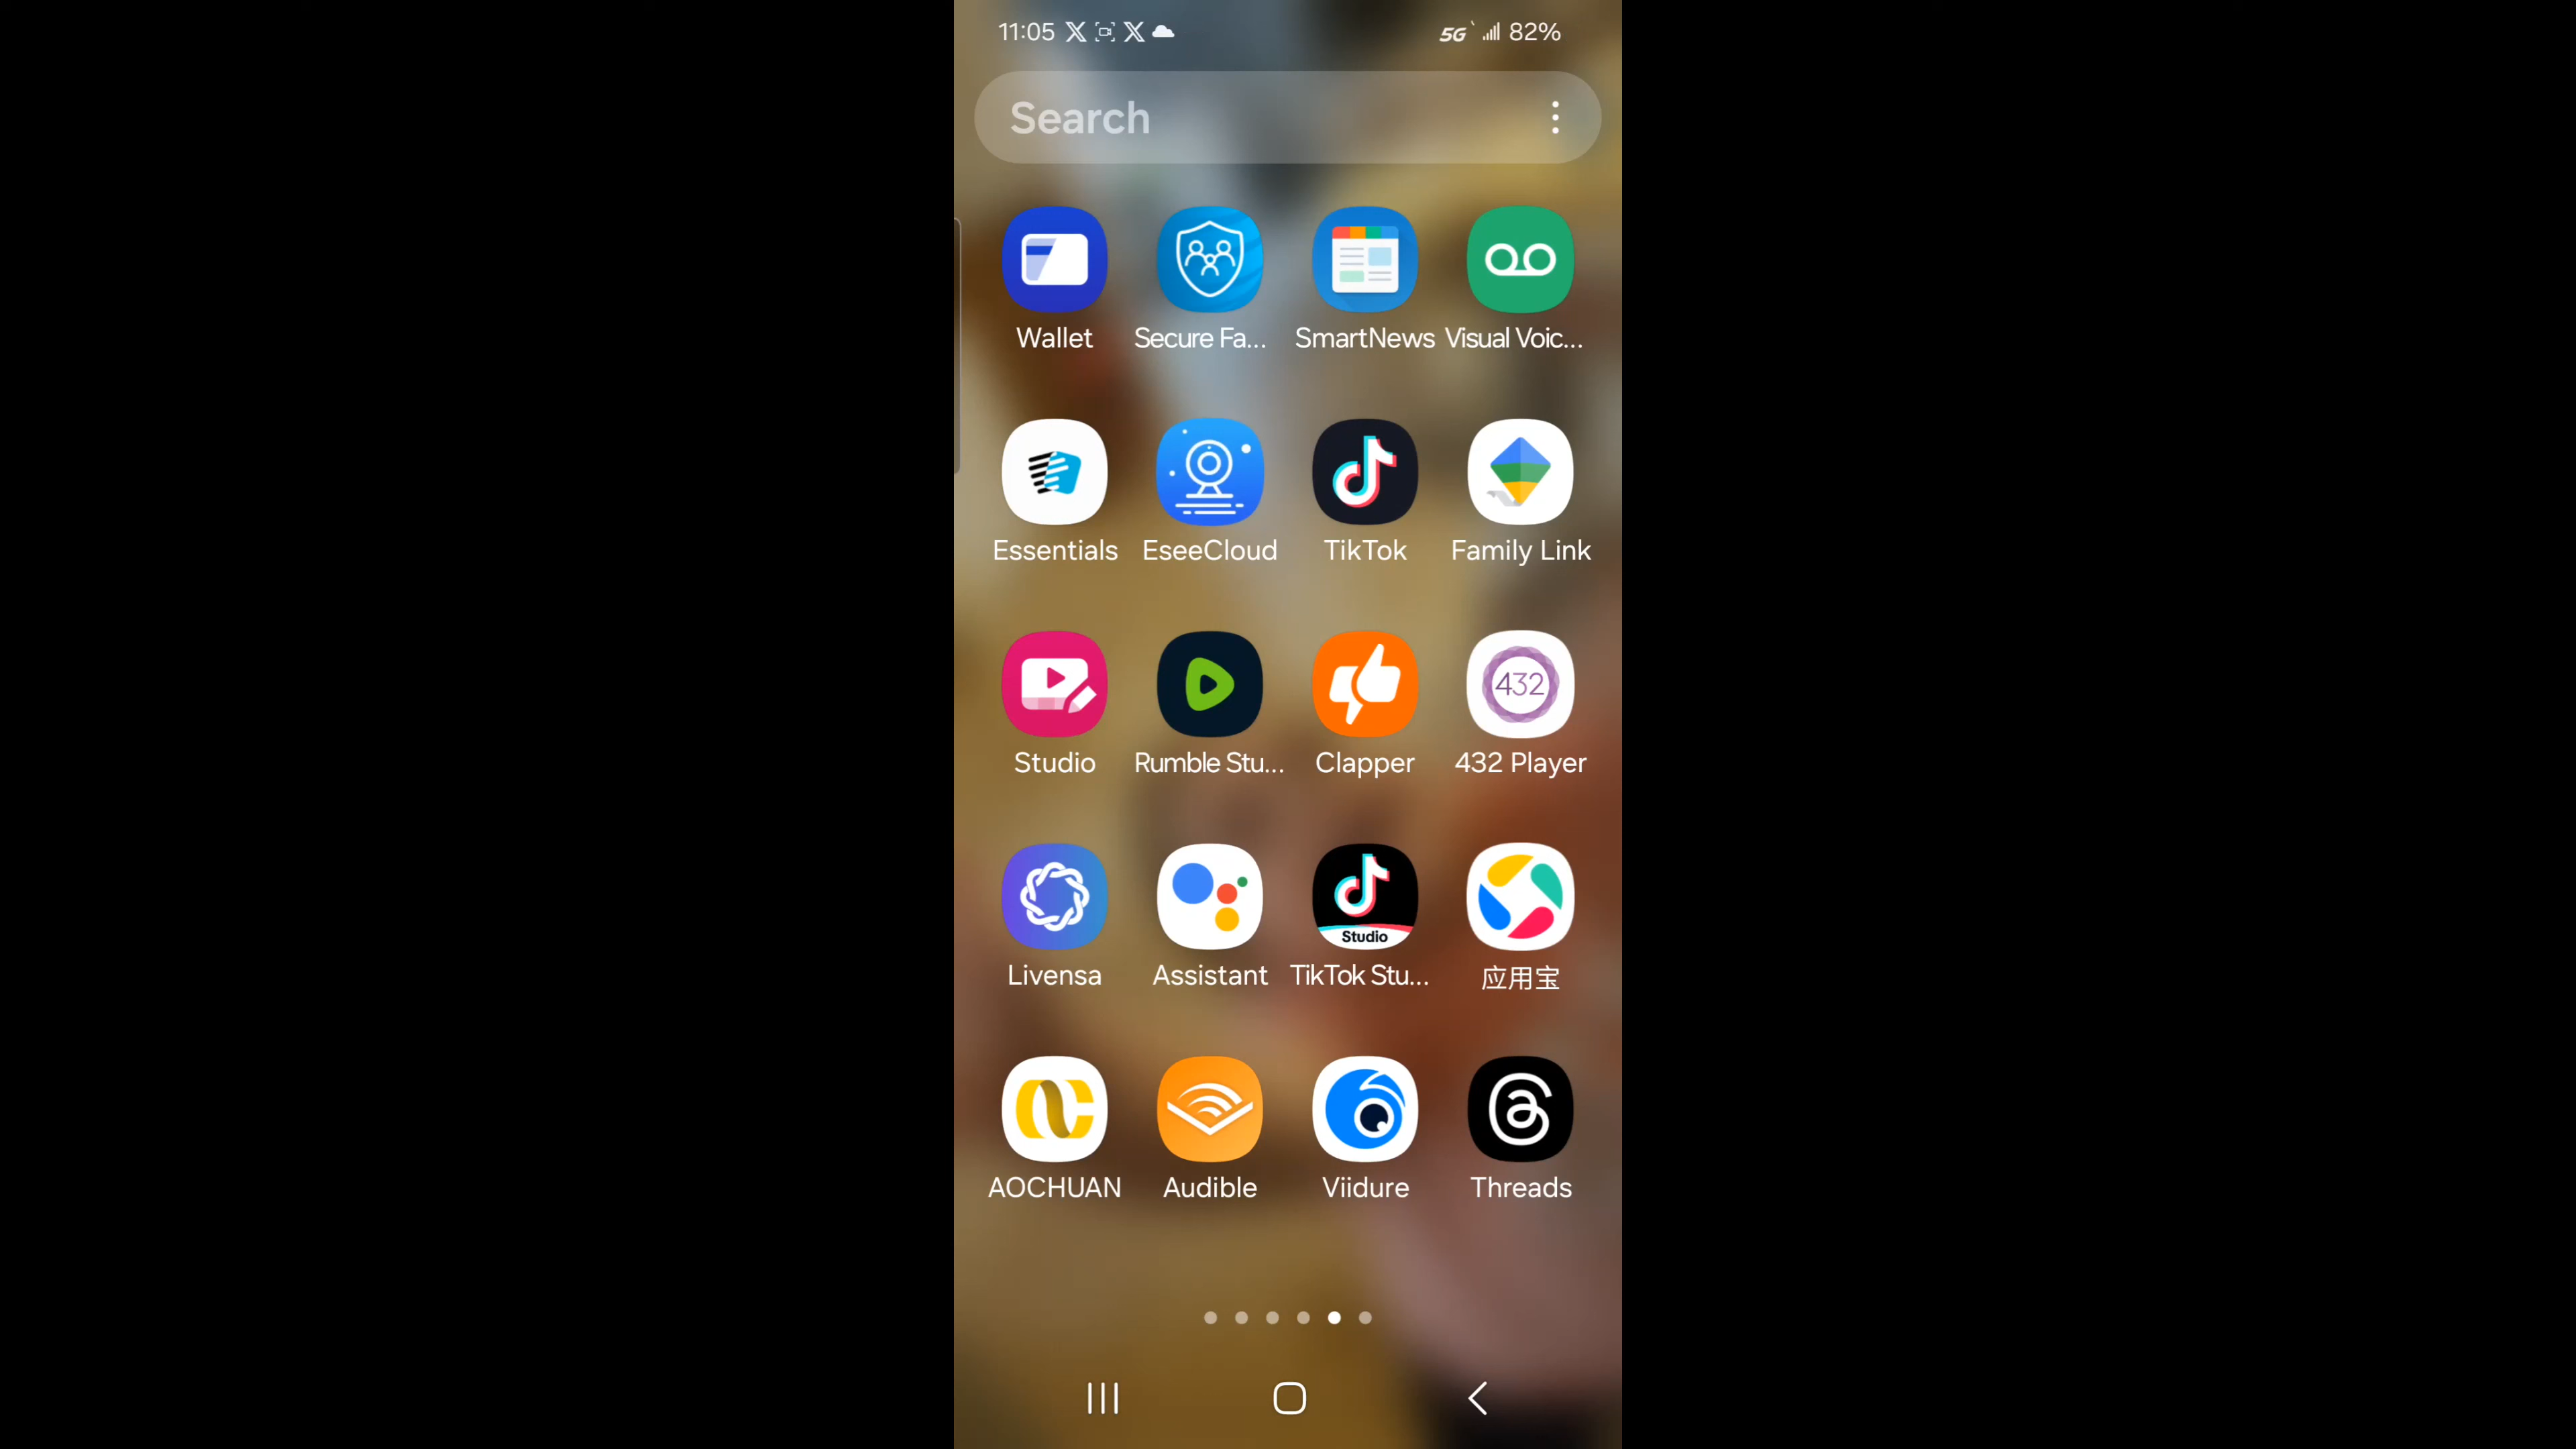 11:05 5G 82%
Search
Wallet Secure Fa... SmartNews Visual Voic...
Essentials EseeCloud TikTok Family Link
432
Studio Rumble Stu... Clapper 432 Player
Studio
Livensa Assistant TikTok Stu... 应用宝
AOCHUAN Audible Viidure Threads